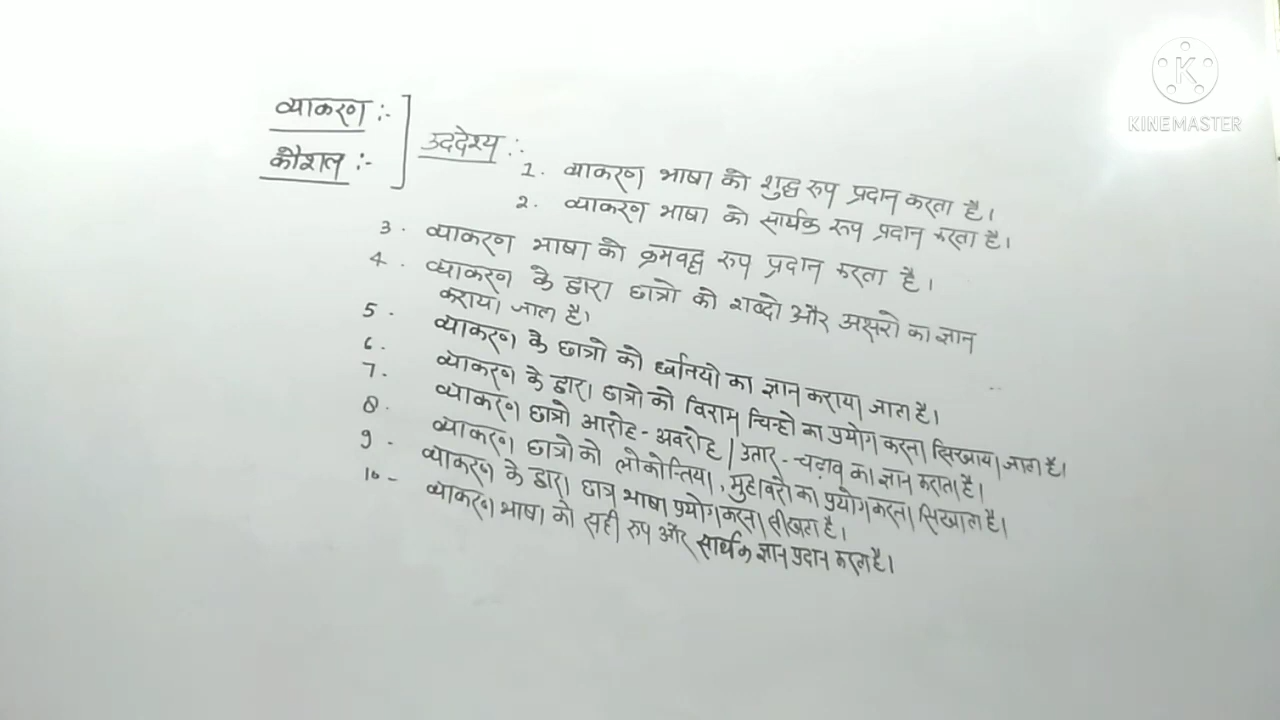 व्याकरण :-
कौशल :-
उददेश्य :-
1. व्याकरण भाषा को शुद्ध रूप प्रदान करता है।
2. व्याकरण भाषा को सार्थक रूप प्रदान करता है।
3. व्याकरण भाषा को क्रमवद्ध रूप प्रदान करता है।
4. व्याकरण के द्वारा छात्रो को शब्दो और अक्षरो का ज्ञान
कराया जाता है।
5. व्याकरण के छात्रो को ध्वनियो का ज्ञान कराया जाता है।
6. व्याकरण के द्वारा छात्रो को विराम चिन्हो का प्रयोग करना सिखाया जाता है।
7. व्याकरण छात्रो आरोह-अवरोह / उतार-चढ़ाव का ज्ञान कराता है।
8. व्याकरण छात्रो को लोकोन्तिया, मुहावरो का प्रयोग करना सिखाता है।
9. व्याकरण के द्वारा छात्र भाषा प्रयोग करना सीखता है।
10- व्याकरण भाषा को सही रूप और सार्थक ज्ञान प्रदान करता है।
K
KINEMASTER